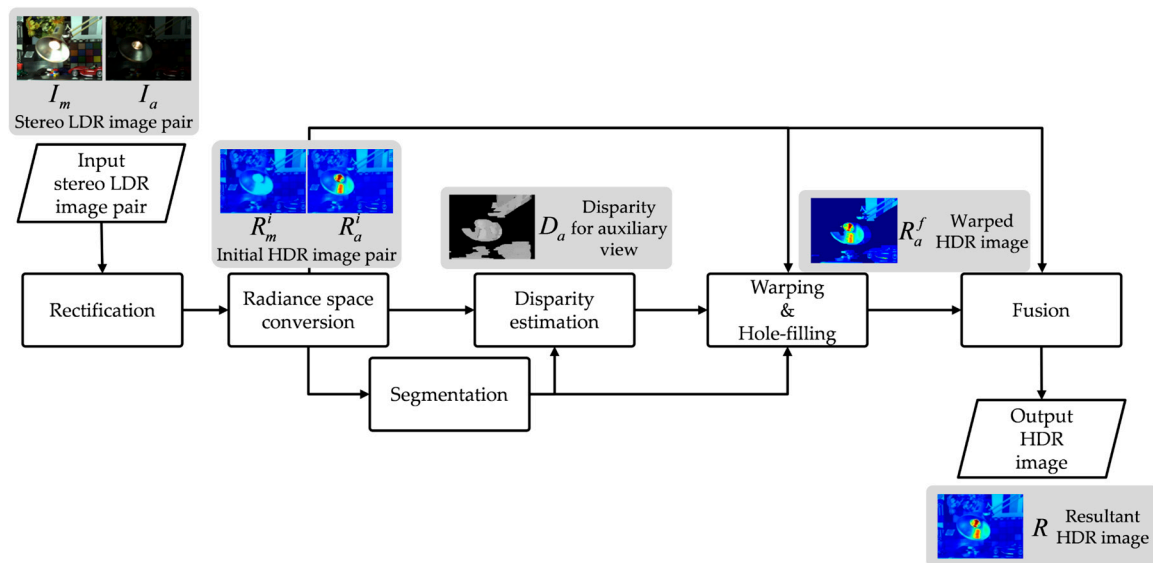 I_m I_a
Stereo LDR image pair
Input
stereo LDR
image pair
Rectification
R_m^i R_a^i
Initial HDR image pair
Radiance space
conversion
Segmentation
D_a
Disparity
for auxiliary
view
Disparity
estimation
R_a^f
Warped
HDR image
Warping
&
Hole-filling
Fusion
Output
HDR
image
R
Resultant
HDR image